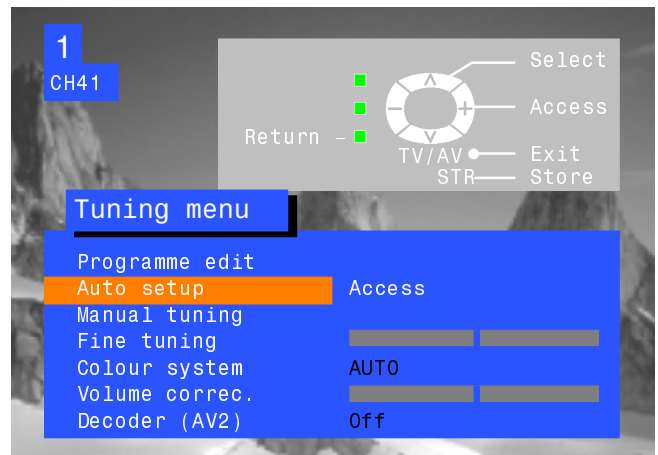 1
CH41
Select
Access
Return –
TV/AV Exit
STR Store
Tuning menu
Programme edit
Auto setup Access
Manual tuning
Fine tuning
Colour system AUTO
Volume correc.
Decoder (AV2) Off